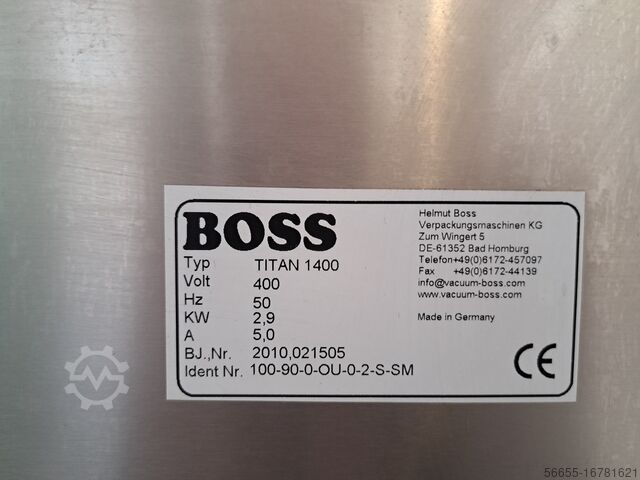 BOSS
Typ TITAN 1400
Volt 400
Hz 50
KW 2,9
A 5,0
BJ.,Nr. 2010,021505
Ident Nr. 100-90-0-OU-0-2-S-SM
Helmut Boss
Verpackungsmaschinen KG
Zum Wingert 5
DE-61352 Bad Homburg
Telefon+49(0)6172-457097
Fax +49(0)6172-44139
info@vacuum-boss.com
www.vacuum-boss.com
Made in Germany
CE
56655-16781621